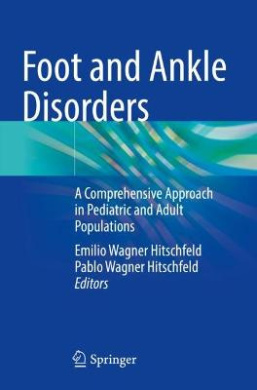 Foot and Ankle
Disorders
A Comprehensive Approach
in Pediatric and Adult
Populations
Emilio Wagner Hitschfeld
Pablo Wagner Hitschfeld
Editors
Springer